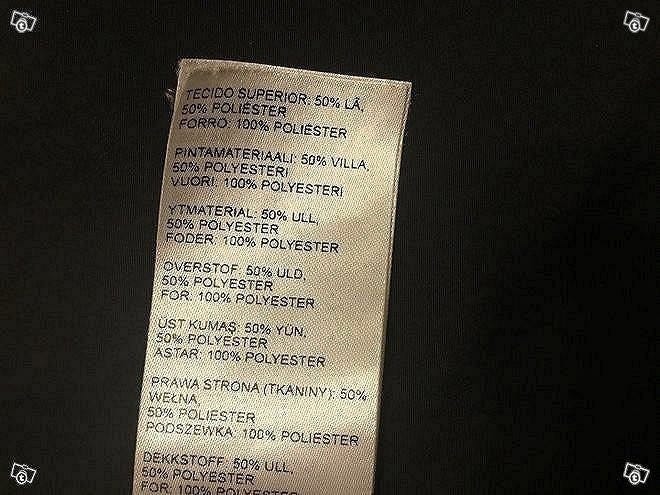 TECIDO SUPERIOR: 50% LÃ,
50% POLIÉSTER
FORRO: 100% POLIÉSTER
PINTAMATERIAALI: 50% VILLA,
50% POLYESTERI
VUORI: 100% POLYESTERI
YTMATERIAL: 50% ULL,
50% POLYESTER
FODER: 100% POLYESTER
OVERSTOF: 50% ULD,
50% POLYESTER
FOR. 100% POLYESTER
ÜST KUMAŞ: 50% YÜN,
50% POLYESTER
ASTAR: 100% POLYESTER
PRAWA STRONA (TKANINY): 50%
WEŁNA,
50% POLIESTER
PODSZEWKA: 100% POLIESTER
DEKKSTOFF: 50% ULL,
50% POLYESTER
FOR: 100% POLYESTER